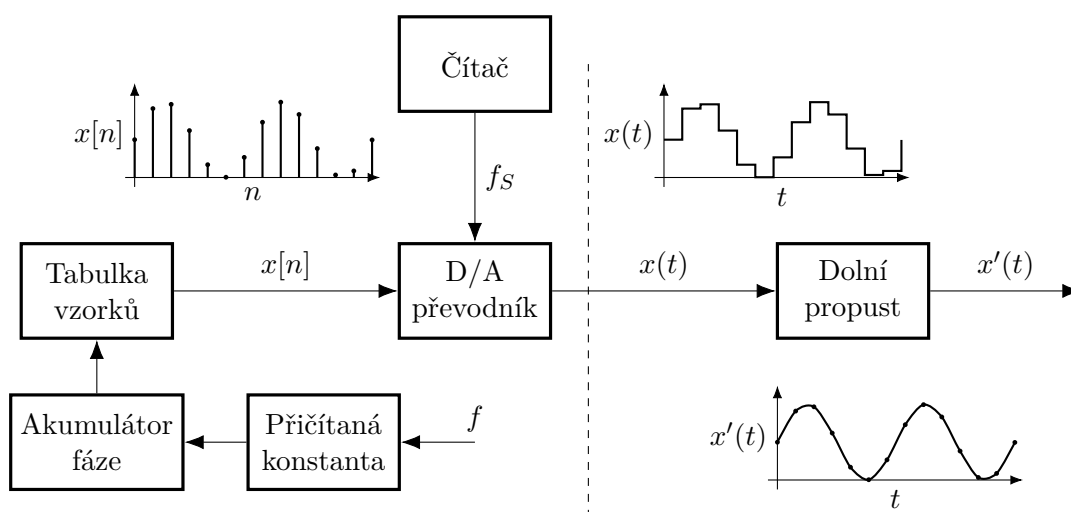 Čítač
x[n]
n
f_S
x(t)
t
Tabulka
vzorků
x[n]
D/A
převodník
x(t)
Dolní
propust
x′(t)
Akumulátor
fáze
Přičítaná
konstanta
f
x′(t)
t